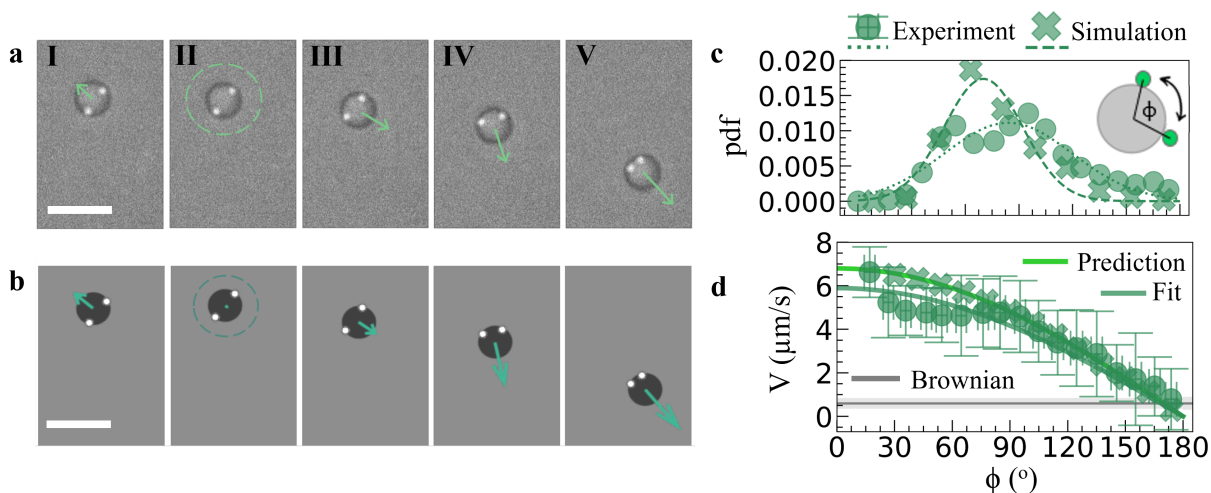 a
I
II
III
IV
V
b
Experiment
Simulation
c
0.020
0.015
0.010
0.005
0.000
pdf
ϕ
d
8
6
4
2
0
V (μm/s)
Prediction
Fit
Brownian
0 30 60 90 120 150 180
ϕ (°)